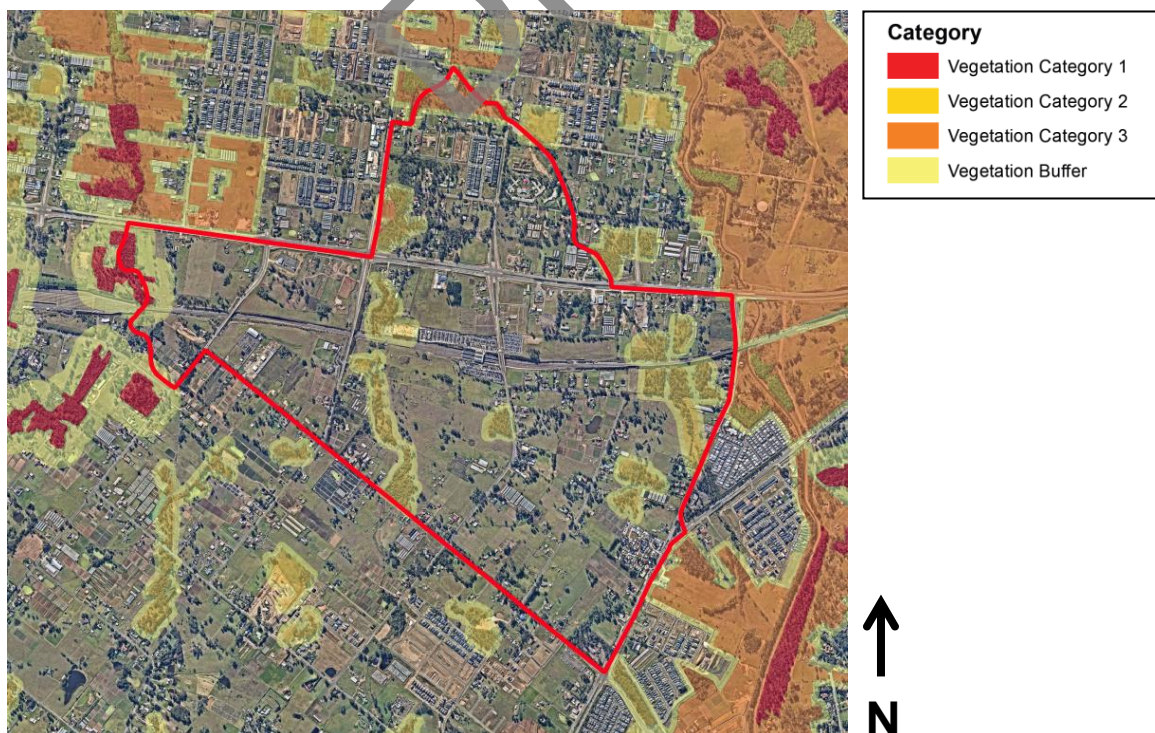 Category
Vegetation Category 1
Vegetation Category 2
Vegetation Category 3
Vegetation Buffer
N